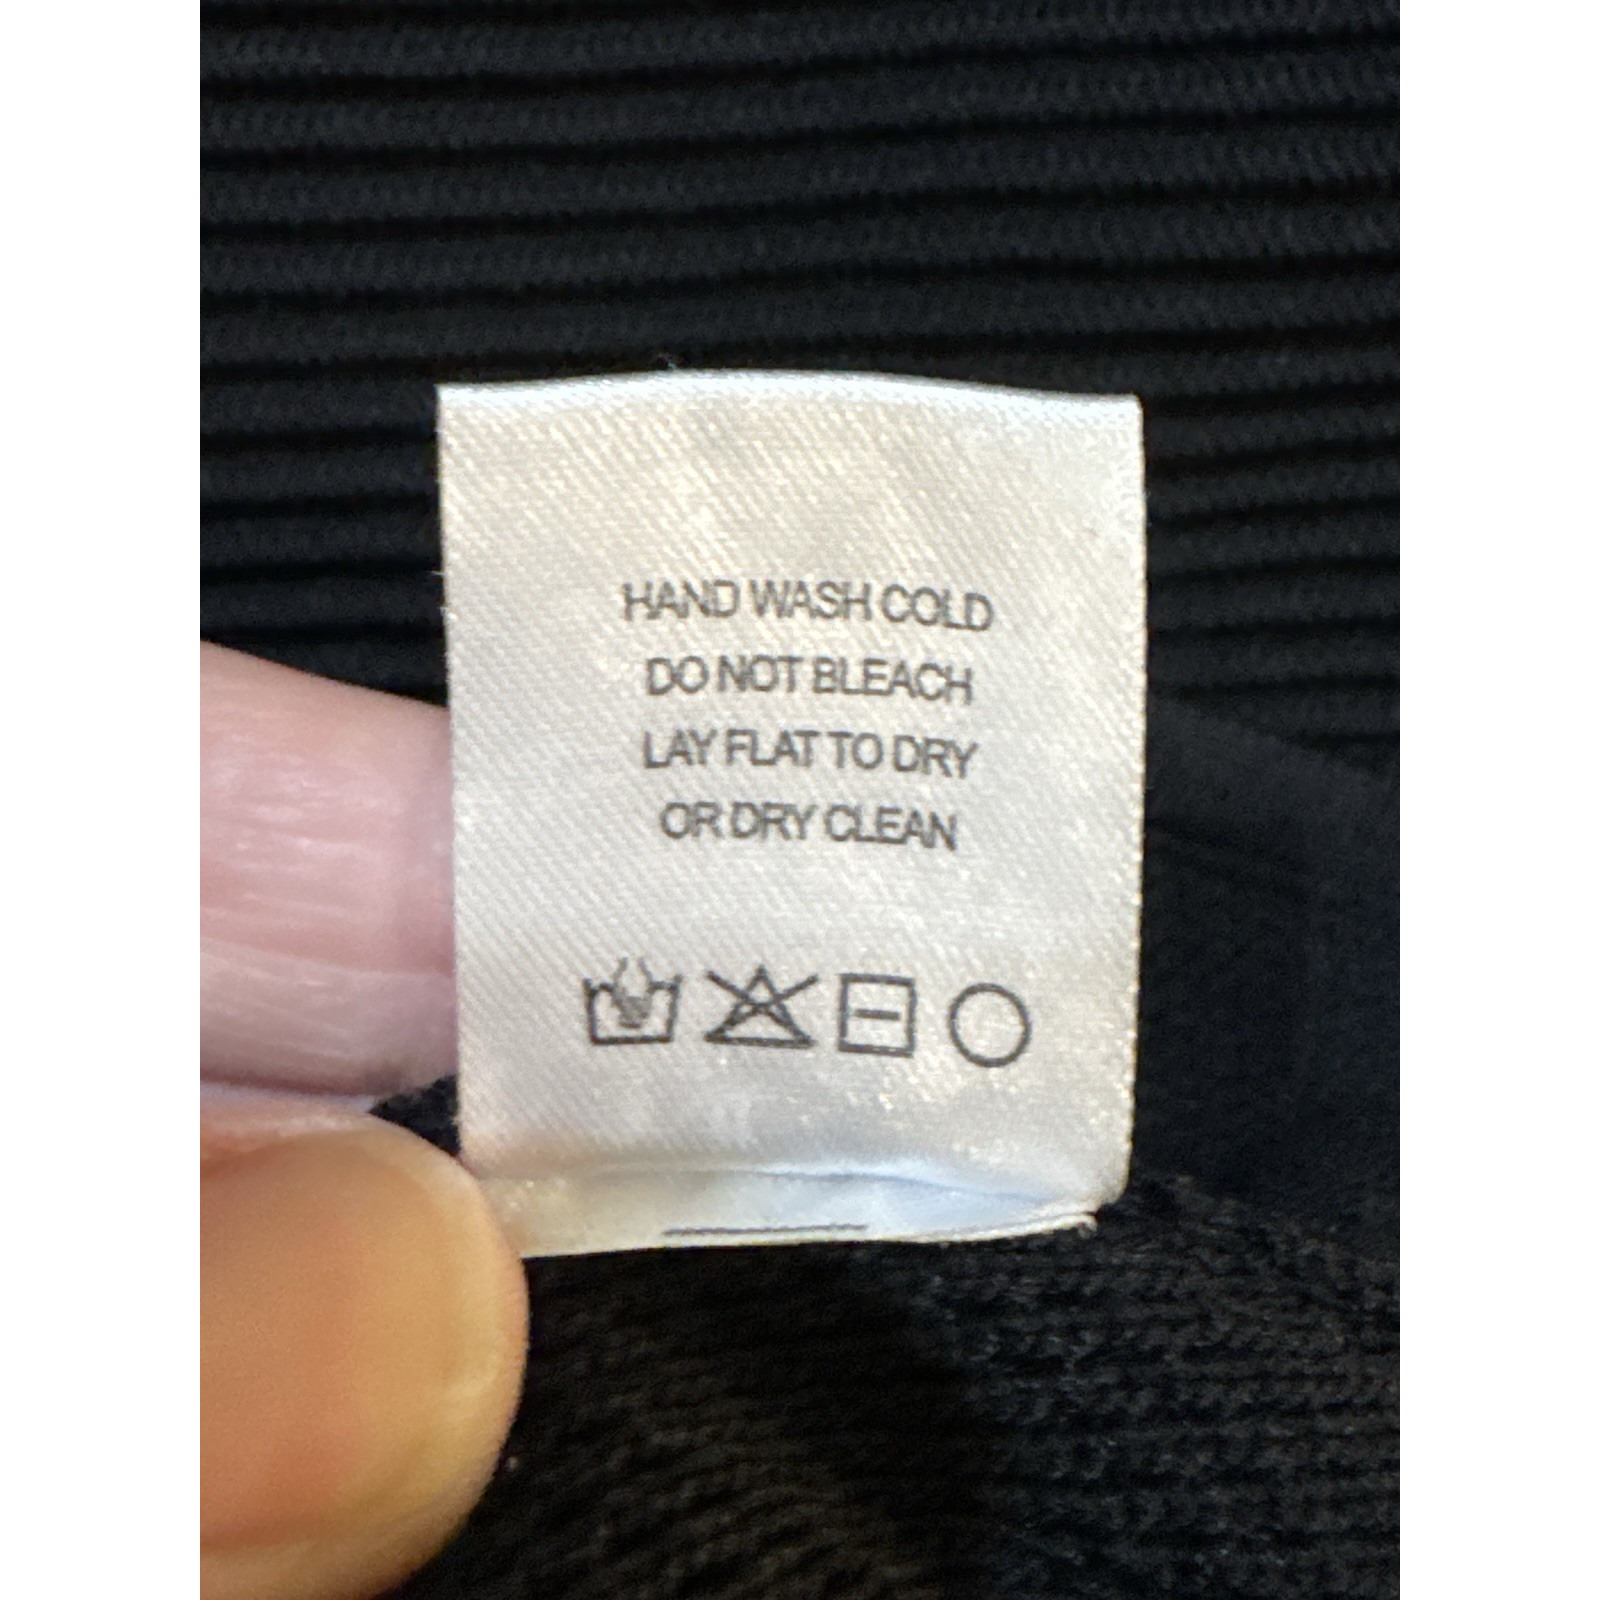 HAND WASH COLD
DO NOT BLEACH
LAY FLAT TO DRY
OR DRY CLEAN